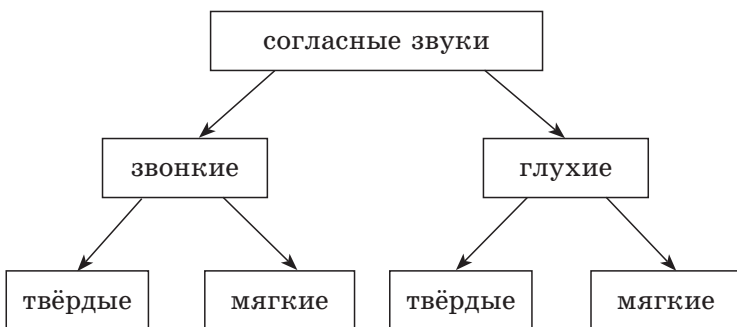 согласные звуки
звонкие
глухие
твёрдые
мягкие
твёрдые
мягкие